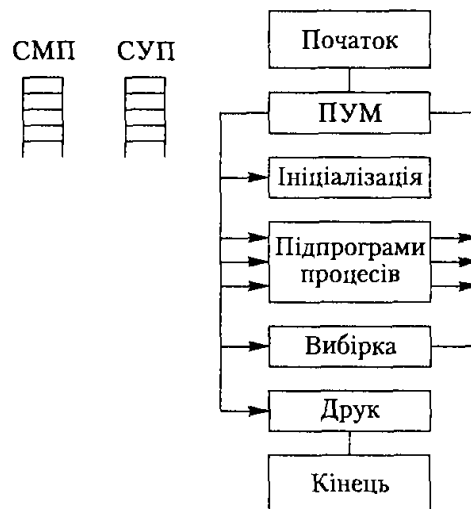 СМП СУП
Початок
ПУМ
Ініціалізація
Підпрограми
процесів
Вибірка
Друк
Кінець